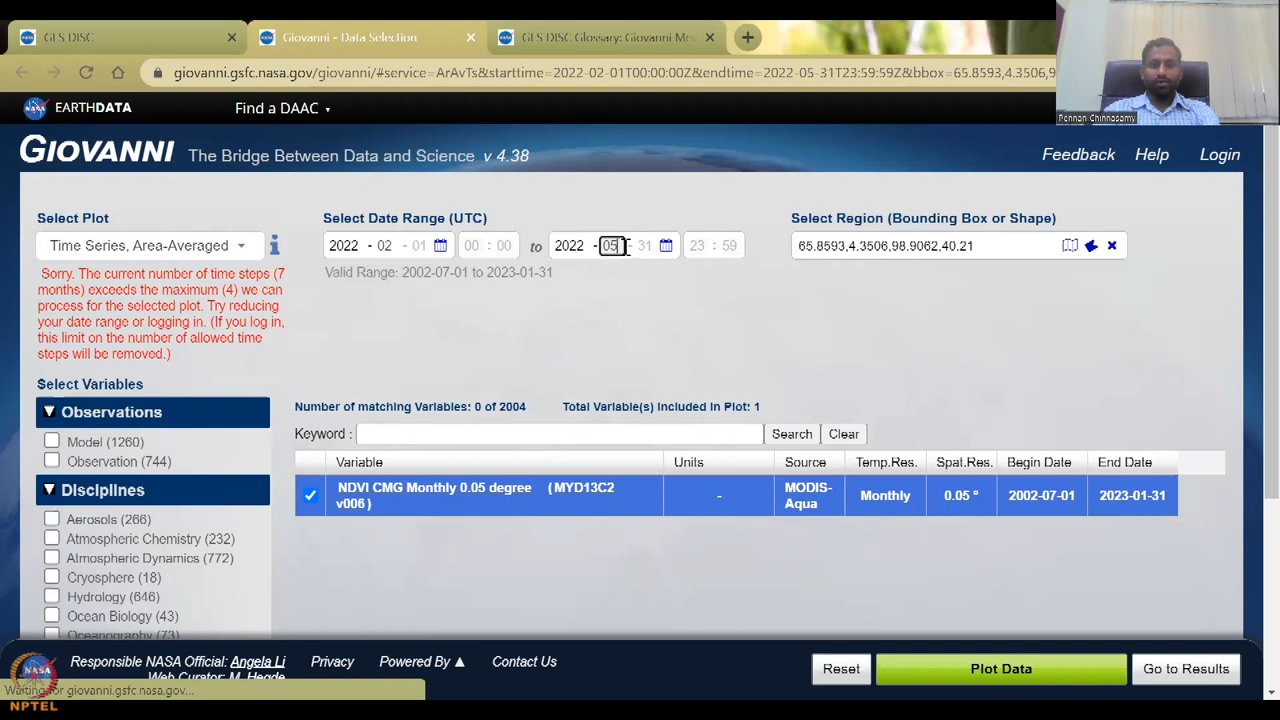 GES DISC
Giovanni - Data Selection
GES DISC Glossary: Giovanni Me
giovanni.gsfc.nasa.gov/giovanni/#service=ArAvTs&starttime=2022-02-01T00:00:00Z&endtime=2022-05-31T23:59:59Z&bbox=65.8593,4.3506,9
Pennan Chinnasamy
EARTHDATA Find a DAAC
GIOVANNI The Bridge Between Data and Science v 4.38 Feedback Help Login
Select Plot Select Date Range (UTC) Select Region (Bounding Box or Shape)
Time Series, Area-Averaged 2022 - 02 - 01 00 : 00 to 2022 - 05 - 31 23 : 59 65.8593,4.3506,98.9062,40.21
Valid Range: 2002-07-01 to 2023-01-31
Sorry. The current number of time steps (7
months) exceeds the maximum (4) we can
process for the selected plot. Try reducing
your date range or logging in. (If you log in,
this limit on the number of allowed time
steps will be removed.)
Select Variables
Number of matching Variables: 0 of 2004 Total Variable(s) included in Plot: 1
Observations
Keyword : Search Clear
Model (1260)
Observation (744)
Variable Units Source Temp.Res. Spat.Res. Begin Date End Date
NDVI CMG Monthly 0.05 degree (MYD13C2
v006)
- MODIS-
Aqua
Monthly 0.05 ° 2002-07-01 2023-01-31
Disciplines
Aerosols (266)
Atmospheric Chemistry (232)
Atmospheric Dynamics (772)
Cryosphere (18)
Hydrology (646)
Ocean Biology (43)
Oceanography (73)
Responsible NASA Official: Angela Li Privacy Powered By Contact Us
Web Curator: M. Hegde
Reset Plot Data Go to Results
Waiting for giovanni.gsfc.nasa.gov...
NPTEL